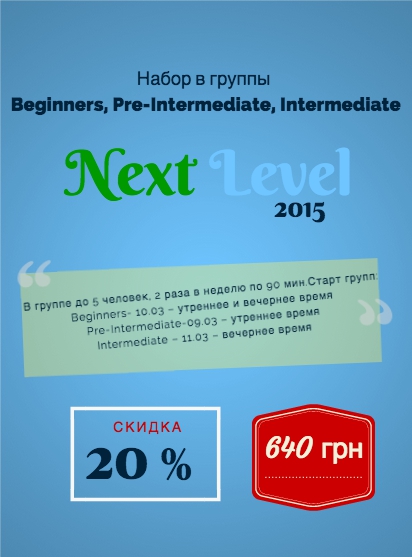 Набор в группы
Beginners, Pre-Intermediate, Intermediate
Next Level
2015
В группе до 5 человек, 2 раза в неделю по 90 мин.Старт групп:
Beginners- 10.03 – утреннее и вечернее время
Pre-Intermediate-09.03 – утреннее время
Intermediate – 11.03 – вечернее время
СКИДКА
20 %
640 грн